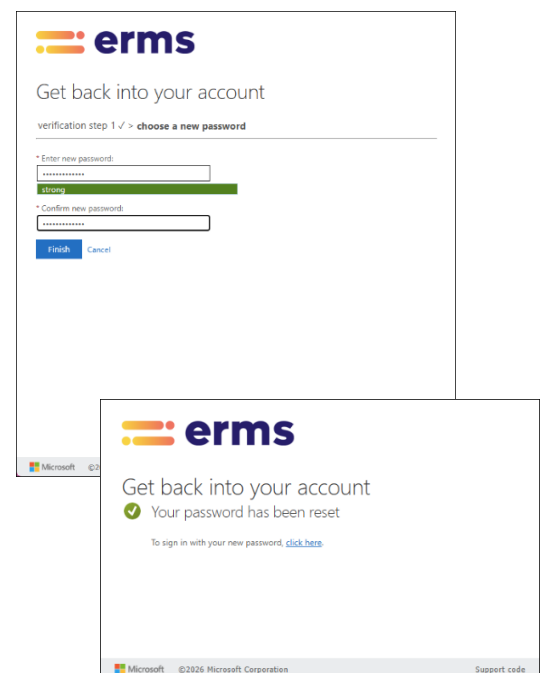 erms
Get back into your account
verification step 1 ✓ > choose a new password
* Enter new password:
strong
* Confirm new password:
Finish Cancel
Microsoft
erms
Get back into your account
Your password has been reset
To sign in with your new password, click here.
Microsoft ©2026 Microsoft Corporation Support code